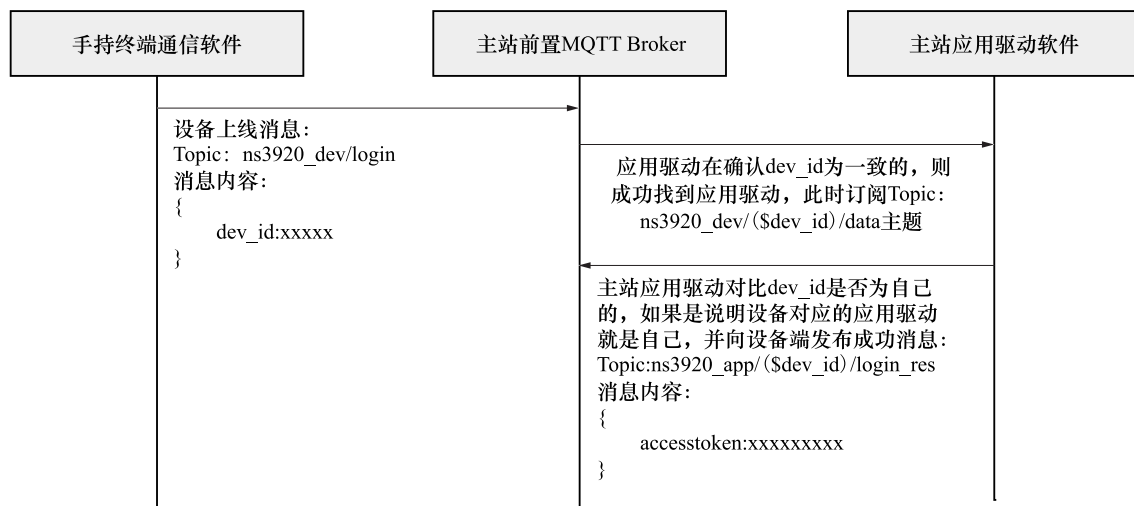 手持终端通信软件
主站前置MQTT Broker
主站应用驱动软件
设备上线消息：
Topic：ns3920_dev/login
消息内容：
{
dev_id:xxxxx
}
应用驱动在确认dev_id为一致的，则
成功找到应用驱动，此时订阅Topic：
ns3920_dev/($dev_id)/data主题
主站应用驱动对比dev_id是否为自己
的，如果是说明设备对应的应用驱动
就是自己，并向设备端发布成功消息：
Topic:ns3920_app/($dev_id)/login_res
消息内容：
{
accesstoken:xxxxxxxxx
}